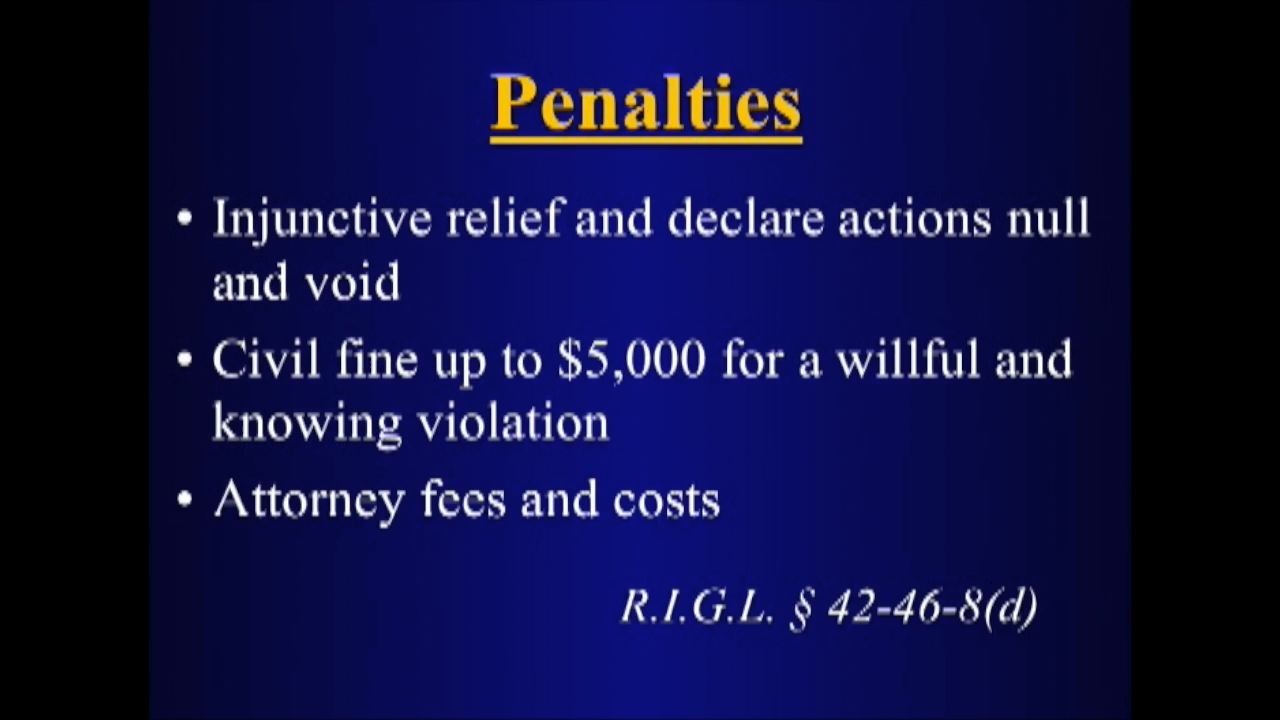 Penalties
• Injunctive relief and declare actions null
and void
• Civil fine up to $5,000 for a willful and
knowing violation
• Attorney fees and costs
R.I.G.L. § 42-46-8(d)